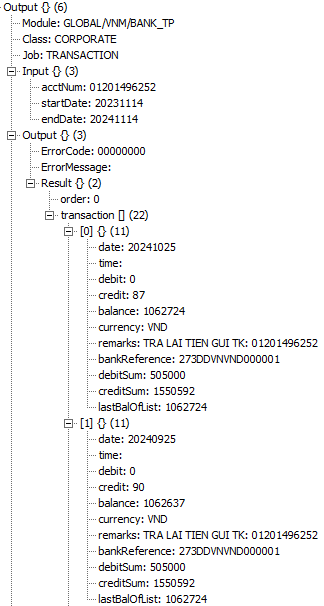 Output {} (6)
Module: GLOBAL/VNM/BANK_TP
Class: CORPORATE
Job: TRANSACTION
Input {} (3)
acctNum: 01201496252
startDate: 20231114
endDate: 20241114
Output {} (3)
ErrorCode: 00000000
ErrorMessage:
Result {} (2)
order: 0
transaction [] (22)
[0] {} (11)
date: 20241025
time:
debit: 0
credit: 87
balance: 1062724
currency: VND
remarks: TRA LAI TIEN GUI TK: 01201496252
bankReference: 273DDVNVND000001
debitSum: 505000
creditSum: 1550592
lastBalOfList: 1062724
[1] {} (11)
date: 20240925
time:
debit: 0
credit: 90
balance: 1062637
currency: VND
remarks: TRA LAI TIEN GUI TK: 01201496252
bankReference: 273DDVNVND000001
debitSum: 505000
creditSum: 1550592
lastBalOfList: 1062724